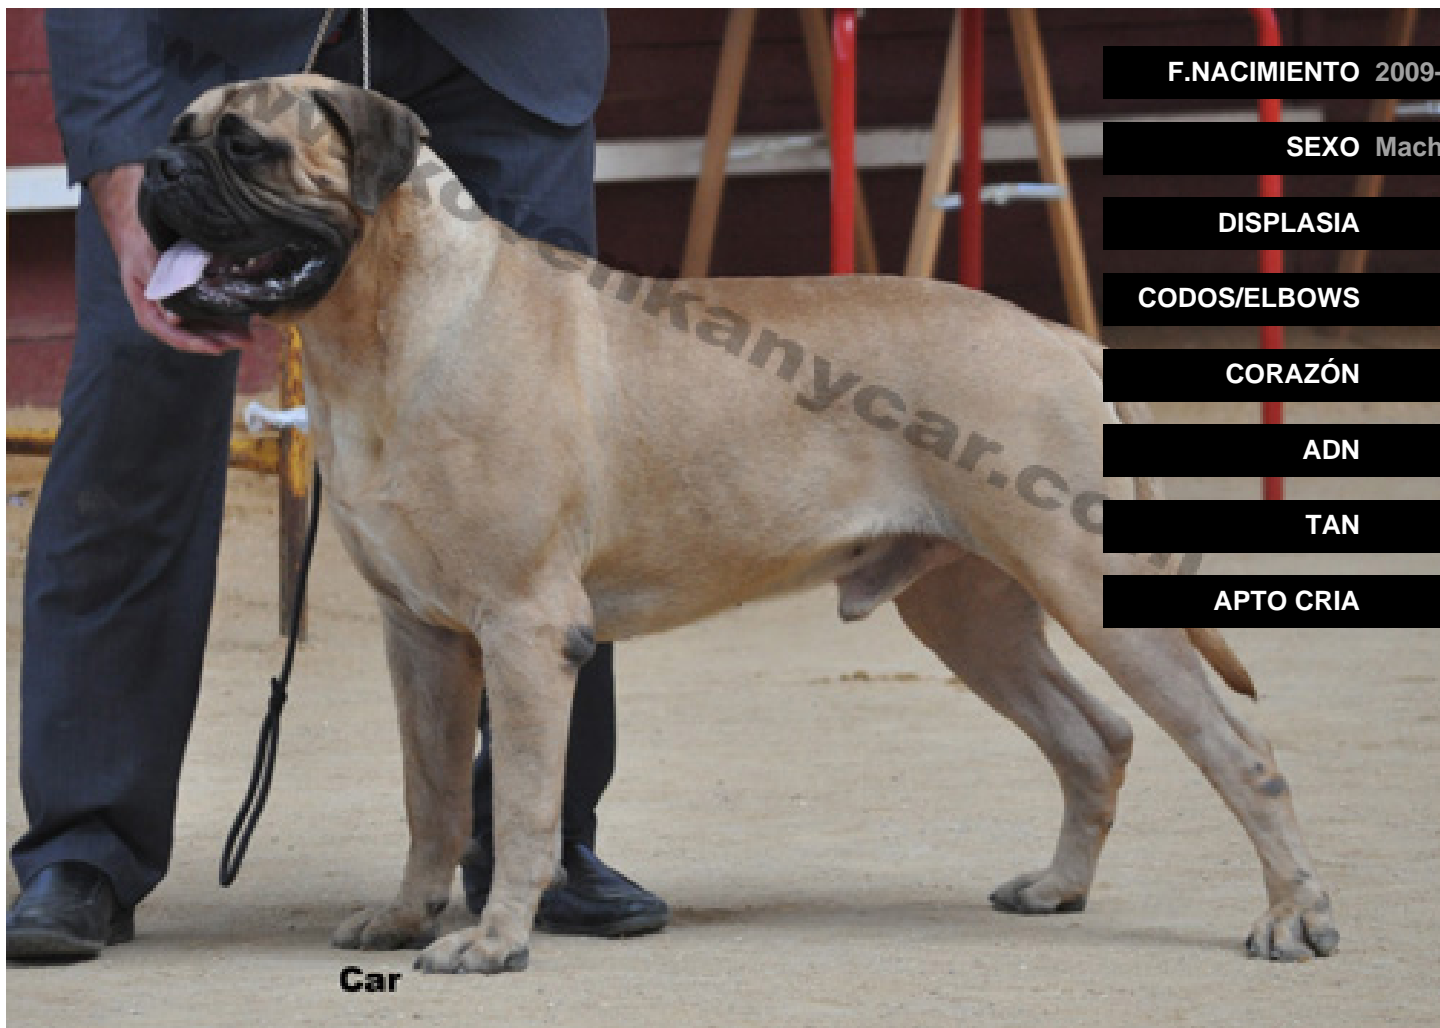 F.NACIMIENTO 2009-
SEXO Mach
DISPLASIA
CODOS/ELBOWS
CORAZÓN
ADN
TAN
APTO CRIA
Car